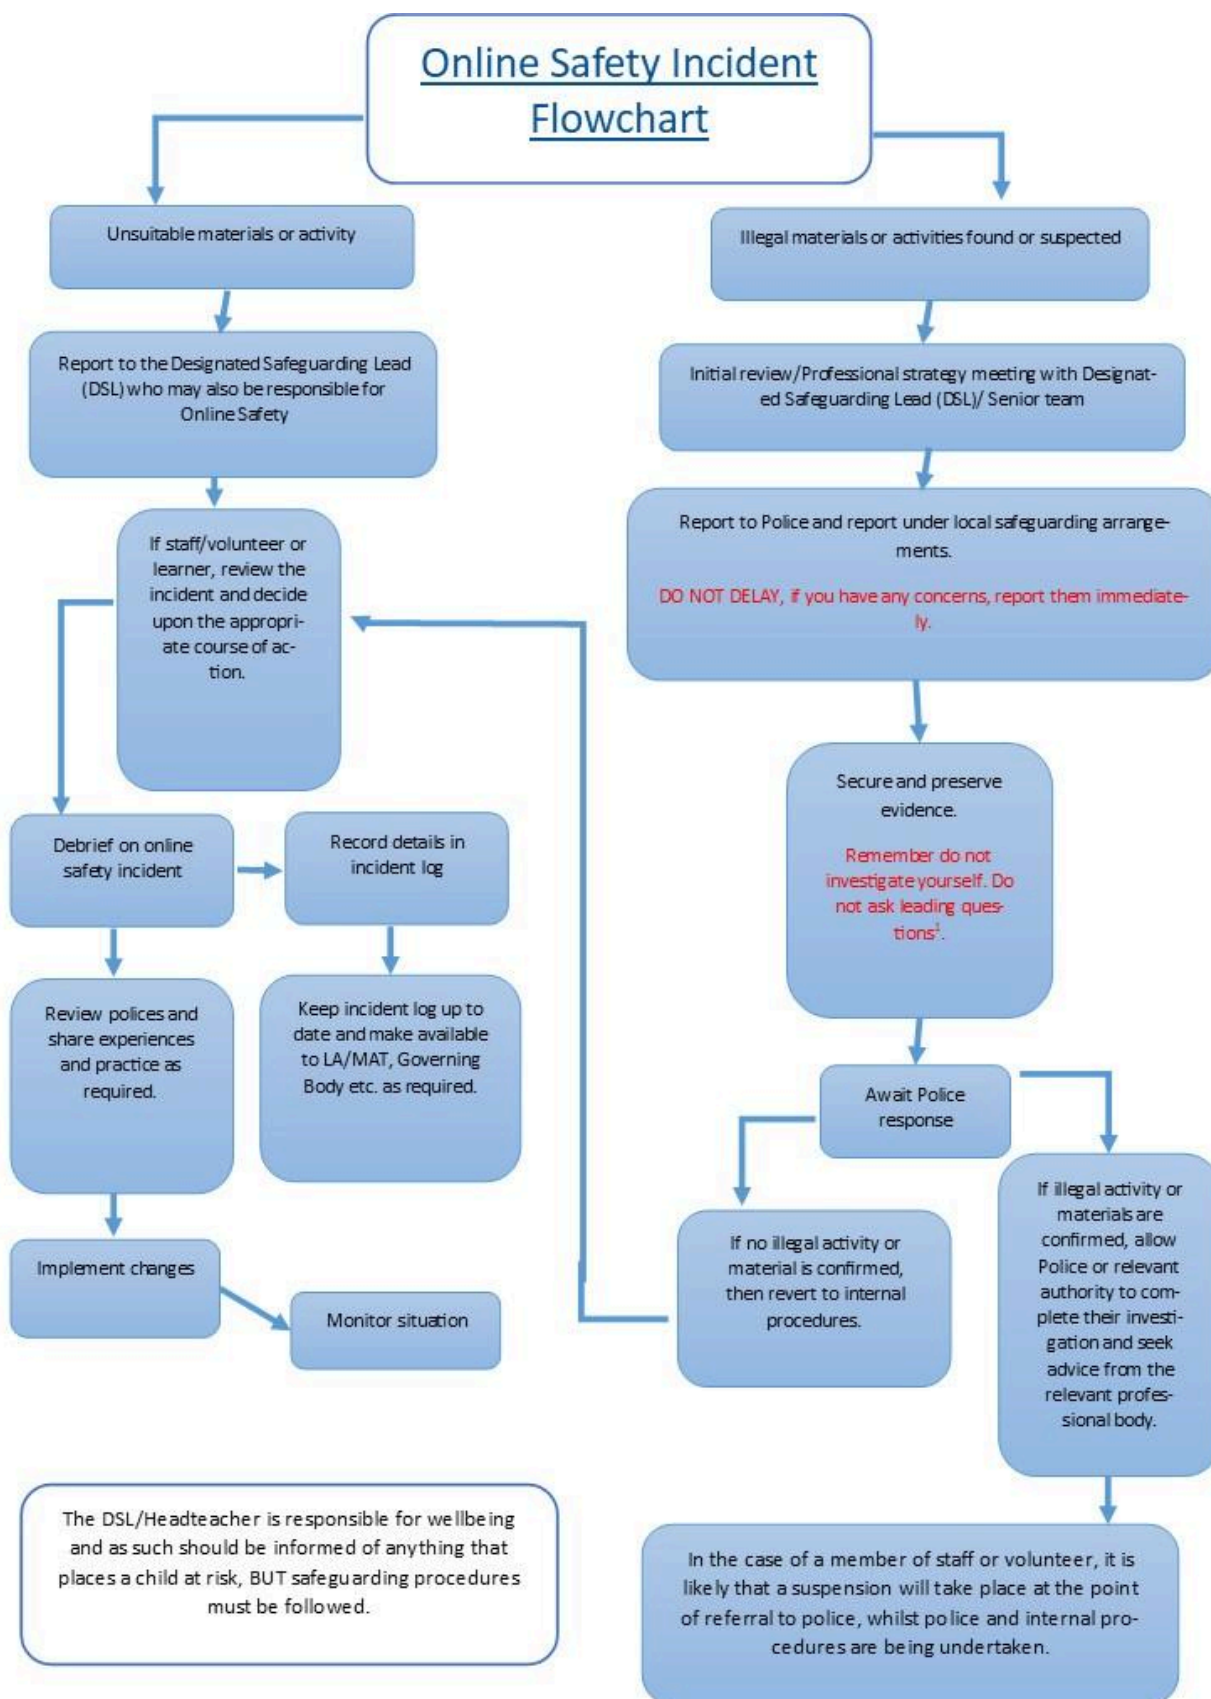 Online Safety Incident
Flowchart
Unsuitable materials or activity
Report to the Designated Safeguarding Lead
(DSL) who may also be responsible for
Online Safety
If staff/volunteer or
learner, review the
incident and decide
upon the appropri-
ate course of ac-
tion.
Debrief on online
safety incident
Record details in
incident log
Review polices and
share experiences
and practice as
required.
Keep incident log up to
date and make available
to LA/MAT, Governing
Body etc. as required.
Implement changes
Monitor situation
Illegal materials or activities found or suspected
Initial review/Professional strategy meeting with Designat-
ed Safeguarding Lead (DSL)/ Senior team
Report to Police and report under local safeguarding arrange-
ments.
DO NOT DELAY, if you have any concerns, report them immediate-
ly.
Secure and preserve
evidence.
Remember do not
investigate yourself. Do
not ask leading ques-
tions¹.
Await Police
response
If no illegal activity or
material is confirmed,
then revert to internal
procedures.
If illegal activity or
materials are
confirmed, allow
Police or relevant
authority to com-
plete their investi-
gation and seek
advice from the
relevant profes-
sional body.
In the case of a member of staff or volunteer, it is
likely that a suspension will take place at the point
of referral to police, whilst police and internal pro-
cedures are being undertaken.
The DSL/Headteacher is responsible for wellbeing
and as such should be informed of anything that
places a child at risk, BUT safeguarding procedures
must be followed.